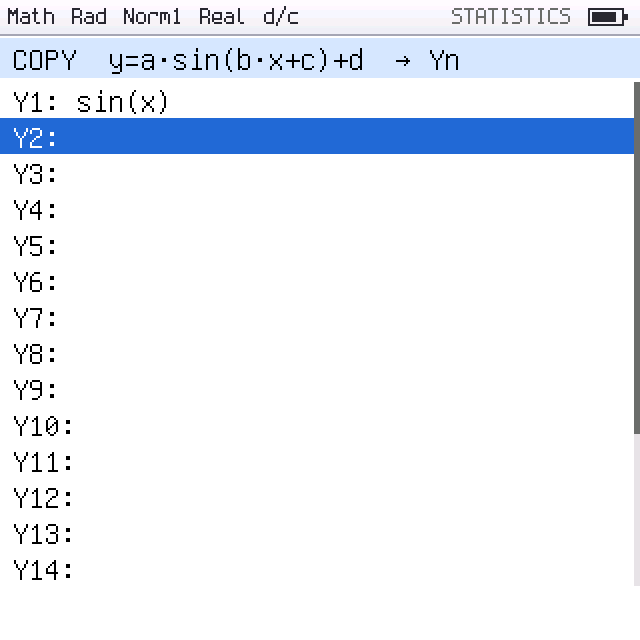 Math Rad Norm1 Real d/c STATISTICS
COPY y=a·sin(b·x+c)+d → Yn
Y1: sin(x)
Y2:
Y3:
Y4:
Y5:
Y6:
Y7:
Y8:
Y9:
Y10:
Y11:
Y12:
Y13:
Y14: